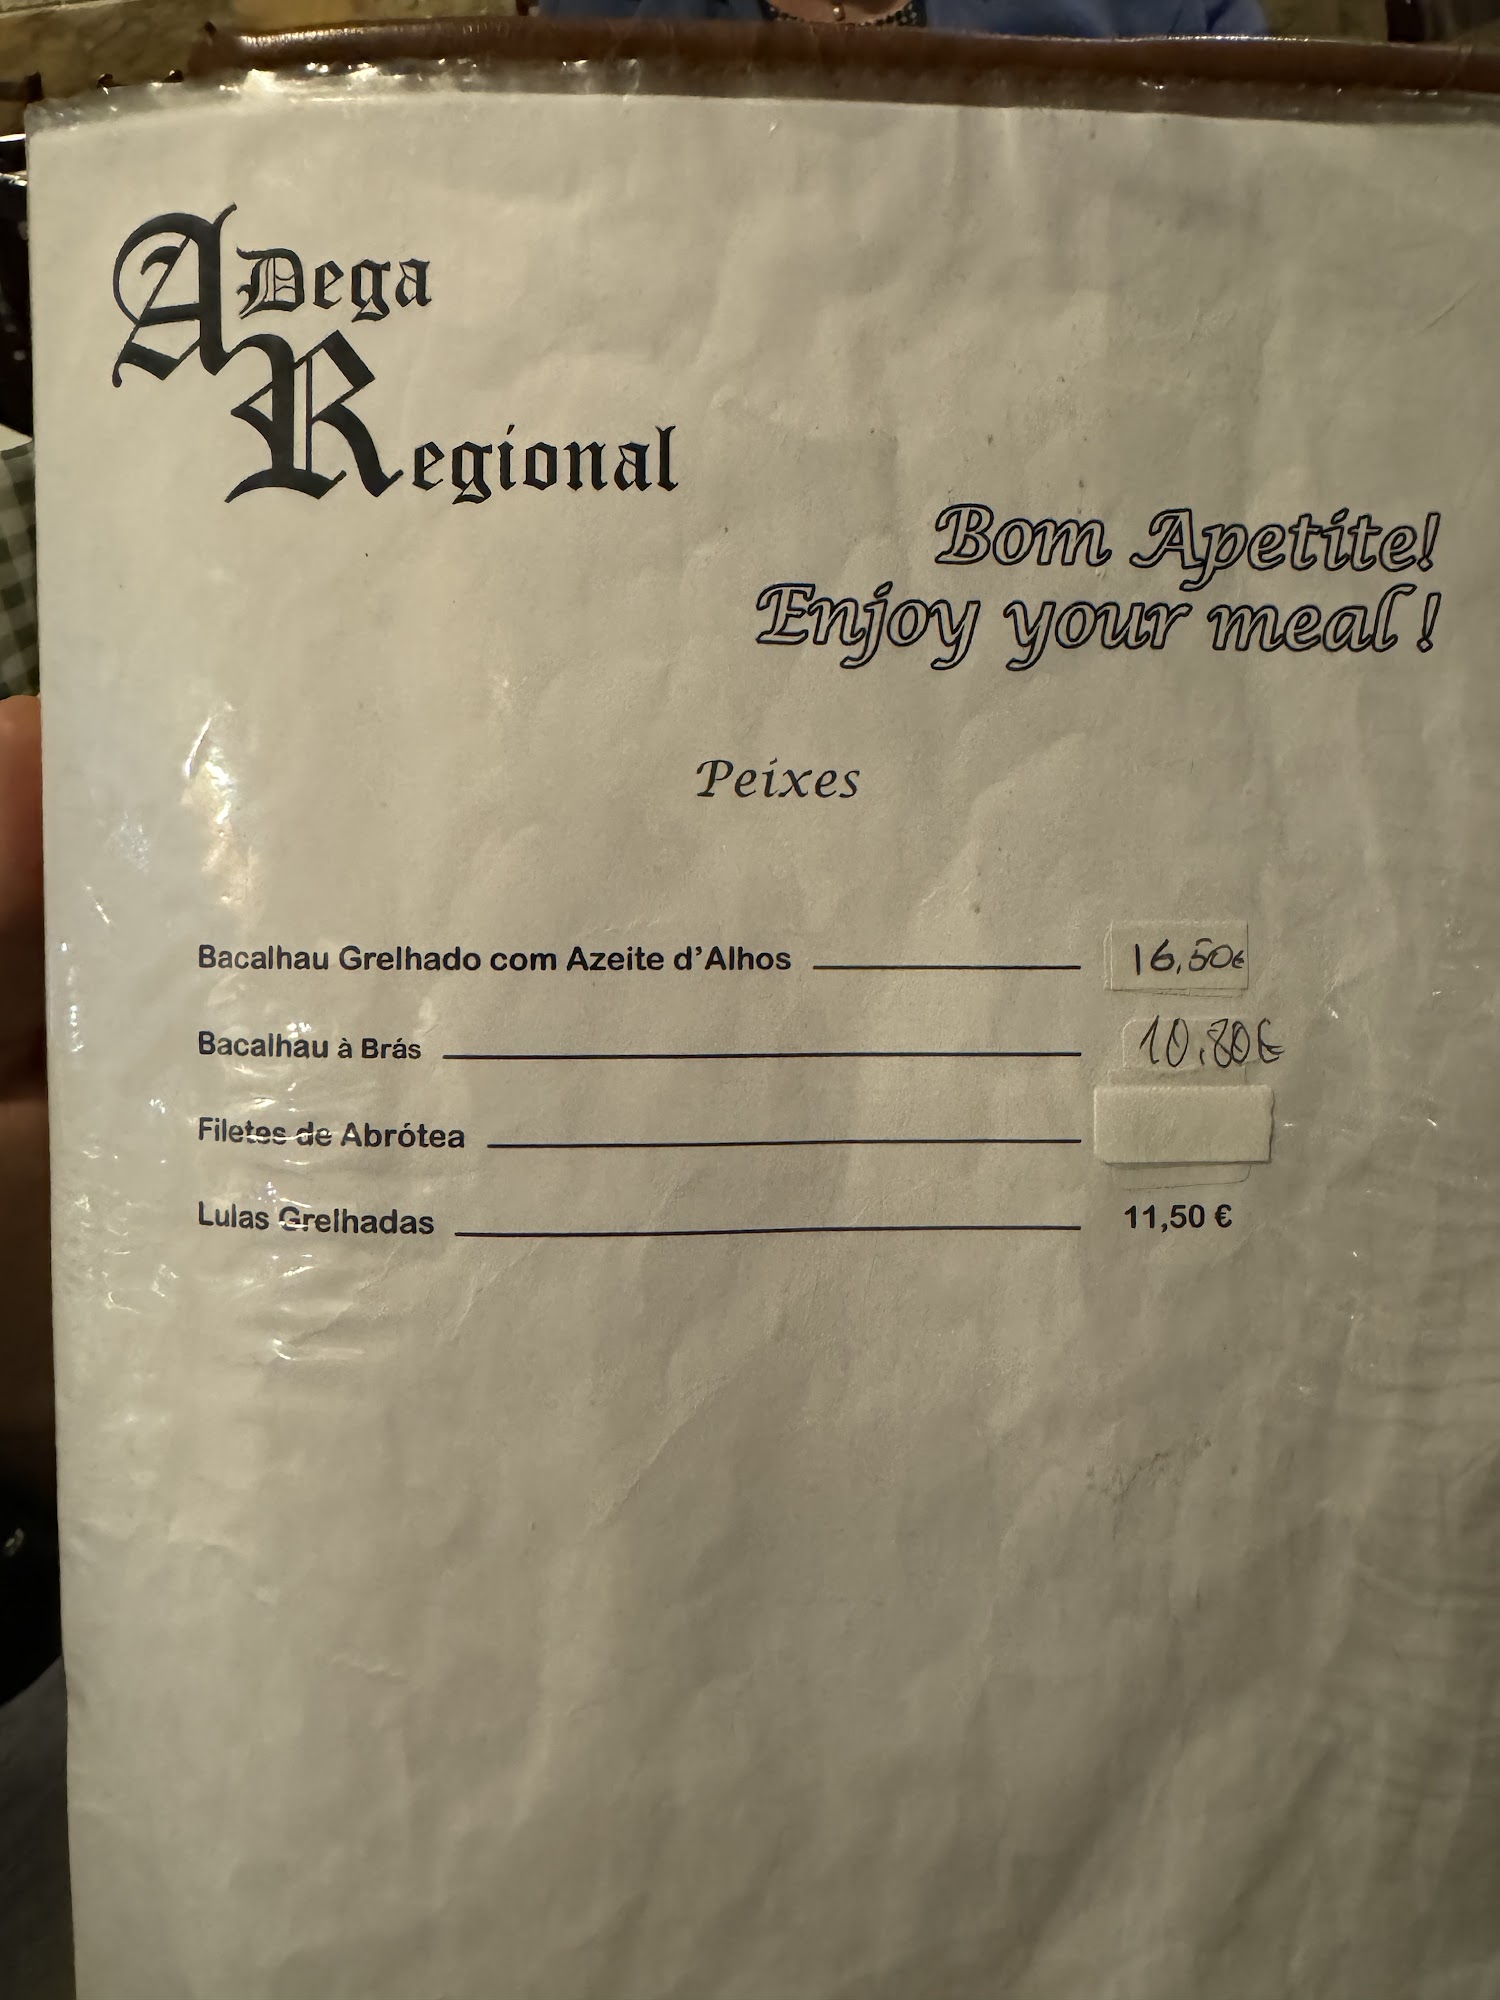 ADega
Regional
Bom Apetite!
Enjoy your meal!
Peixes
Bacalhau Grelhado com Azeite d'Alhos 16,50€
Bacalhau à Brás 10,80€
Filetes de Abrótea
Lulas Grelhadas 11,50 €